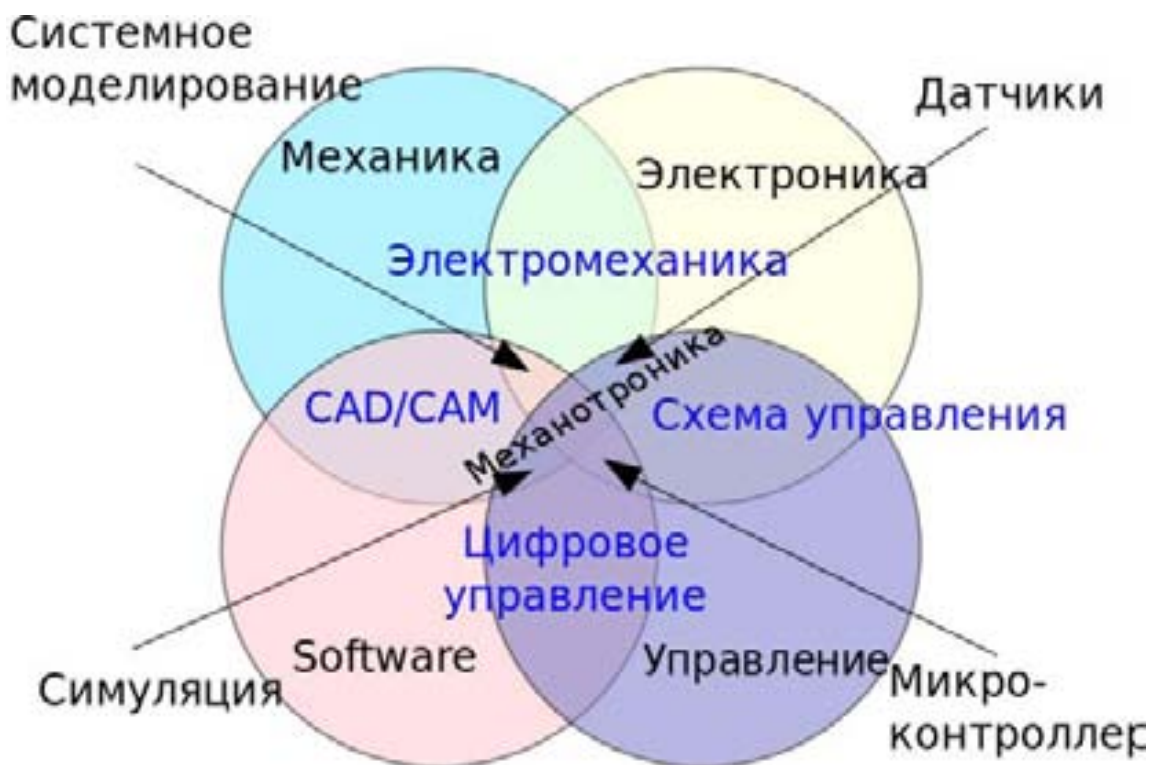 Системное
моделирование
Датчики
Механика
Электроника
Электромеханика
Механотроника
CAD/CAM
Схема управления
Цифровое
управление
Software
Управление
Симуляция
Микро-
контроллер